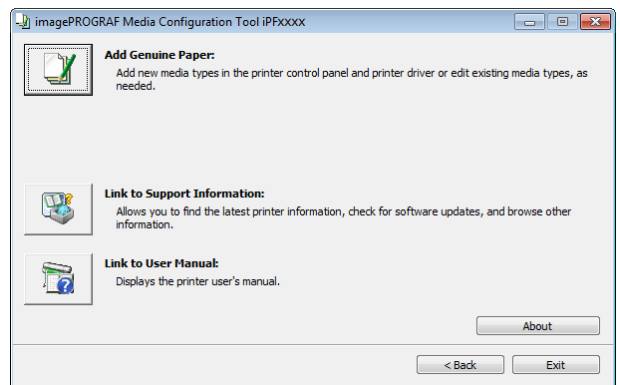 imagePROGRAF Media Configuration Tool iPFxxxx
Add Genuine Paper:
Add new media types in the printer control panel and printer driver or edit existing media types, as
needed.
Link to Support Information:
Allows you to find the latest printer information, check for software updates, and browse other
information.
Link to User Manual:
Displays the printer user's manual.
About
< Back
Exit